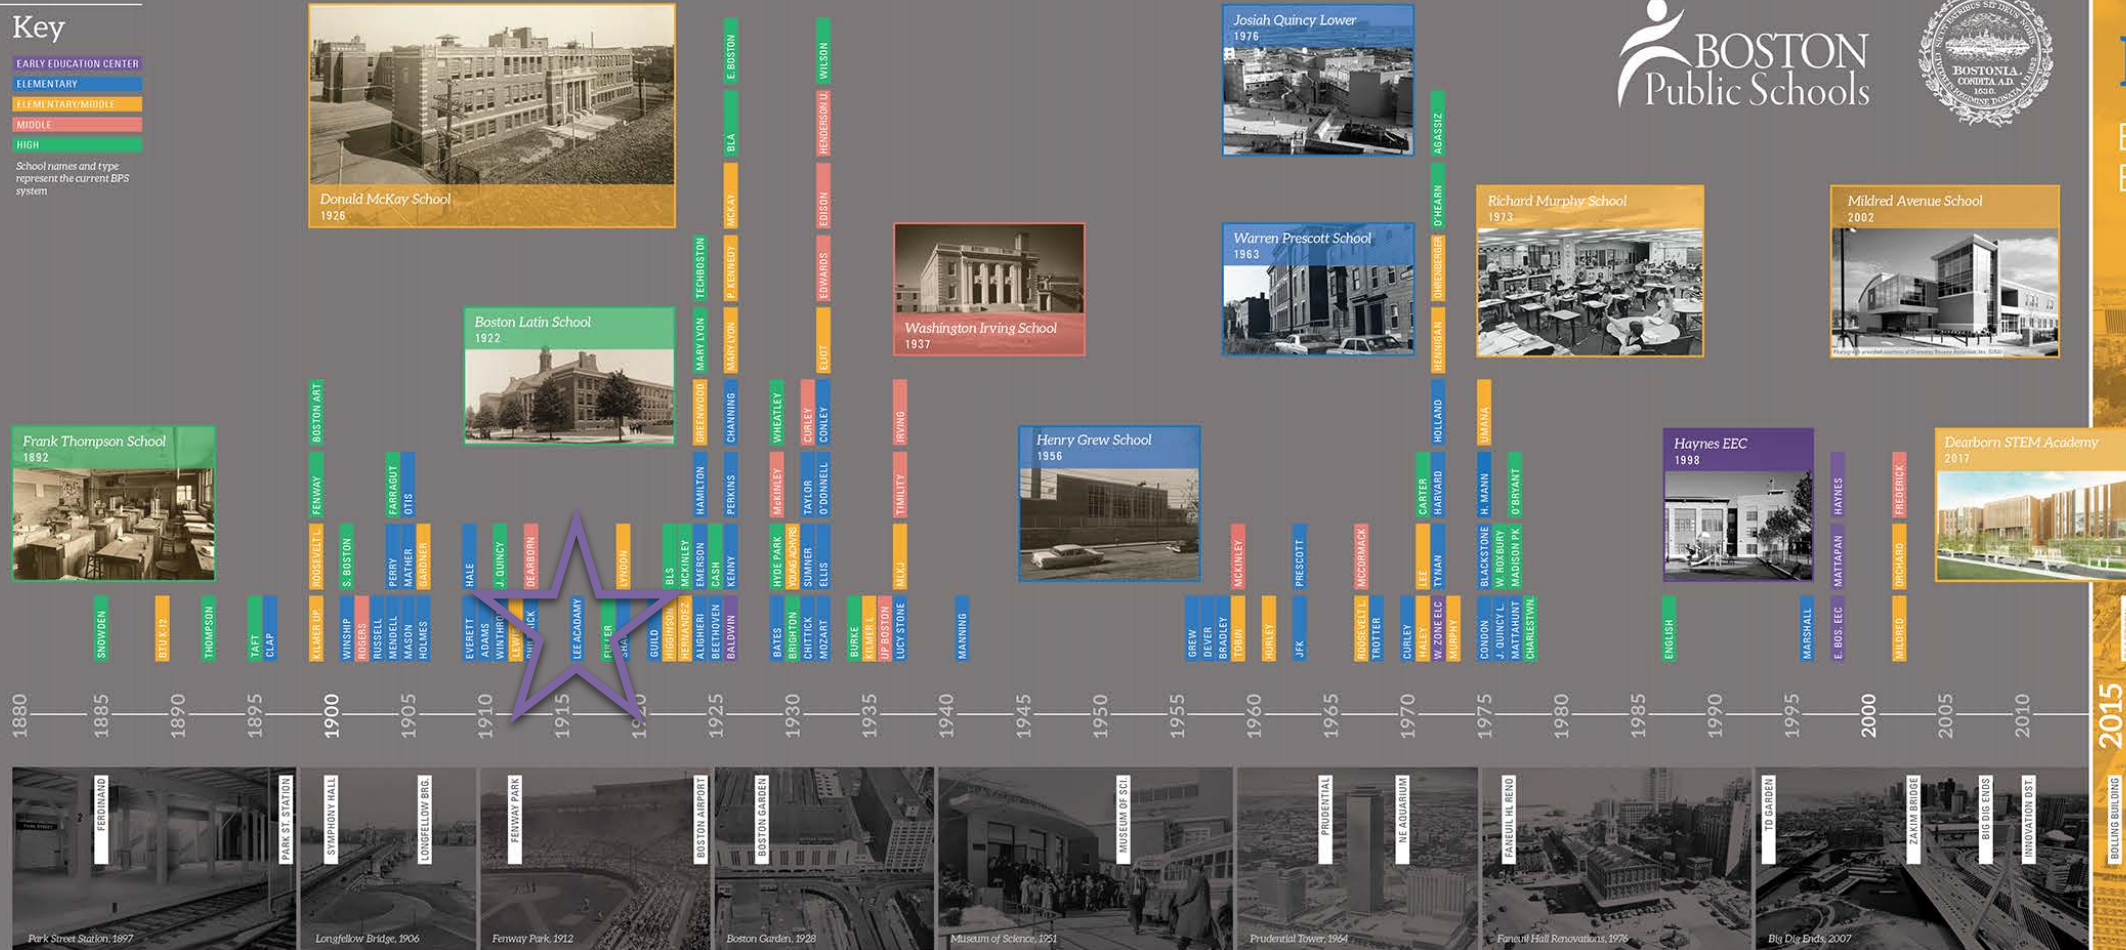 Key
EARLY EDUCATION CENTER
ELEMENTARY
ELEMENTARY/MIDDLE
MIDDLE
HIGH
School names and type
represent the current BPS
system
Donald McKay School
1926
Josiah Quincy Lower
1976
BOSTON
Public Schools
BOSTONIA.
CONDITA A.D.
1630.
Boston Latin School
1922
Washington Irving School
1937
Warren Prescott School
1963
Richard Murphy School
1973
Mildred Avenue School
2002
Frank Thompson School
1892
Henry Grew School
1956
Haynes EEC
1998
Dearborn STEM Academy
2017
SNOWDEN
BTU K-12
THOMPSON
TAFT
CLAP
BOSTON ART
FENWAY
ROOSEVELT L.
KILMER UP.
S. BOSTON
WINSHIP
ROGERS
RUSSELL
FARRAGUT
PERRY
MENDELL
OTIS
MATHER
MASON
GARDNER
HOLMES
HALE
EVERETT
ADAMS
J. QUINCY
WINTHRO
DEARBORN
LEE ACADAMY
LYNDON
GUILD
BLS
HIGGINSON
MCKINLEY
HERNANDEZ
TECHBOSTON
MARY LYON
GREENWOOD
HAMILTON
EMERSON
ALIGHIERI
CASH
BEETHOVEN
E. BOSTON
BLA
MCKAY
P. KENNEDY
MARY LYON
CHANNING
PERKINS
KENNY
BALDWIN
WHEATLEY
McKINLEY
HYDE PARK
BATES
YOUNG ACHVRS
BRIGHTON
CURLEY
TAYLOR
SUMNER
CHITTICK
WILSON
HENDERSON U.
EDISON
EDWARDS
ELIOT
CONLEY
O'DONNELL
ELLIS
MOZART
BURKE
KILMER L.
UP BOSTON
IRVING
TIMILITY
MLKJ
LUCY STONE
MANNING
GREW
DEVER
BRADLEY
MCKINLEY
TOBIN
HURLEY
PRESCOTT
JFK
MCCORMACK
ROOSEVELT L.
TROTTER
CURLEY
CARTER
LEE
HALEY
AGASSIZ
O'HEARN
OHRENBERGER
HENNIGAN
HOLLAND
HARVARD
TYNAN
W. ZONE ELC
MURPHY
UMANA
H. MANN
BLACKSTONE
CONDON
W. ROXBURY
J. QUINCY L.
O'BRYANT
MADISON PK
MATTAHUNT
CHARLESTWN.
ENGLISH
MARSHALL
HAYNES
MATTAPAN
E. BOS. EEC
FREDERICK
ORCHARD
MILDRED
1880
1885
1890
1895
1900
1905
1910
1915
1920
1925
1930
1935
1940
1945
1950
1955
1960
1965
1970
1975
1980
1985
1990
1995
2000
2005
2010
2015
FERDINAND
PARK ST. STATION
SYMPHONY HALL
LONGFELLOW BRG.
FENWAY PARK
BOSTON AIRPORT
BOSTON GARDEN
MUSEUM OF SCI.
PRUDENTIAL
NE AQUARIUM
FANEUIL HL RENO
TD GARDEN
ZAKIM BRIDGE
BIG DIG ENDS
INNOVATION DST.
BOLLING BUILDING
Park Street Station, 1897
Longfellow Bridge, 1906
Fenway Park, 1912
Boston Garden, 1928
Museum of Science, 1951
Prudential Tower, 1964
Faneuil Hall Renovations, 1976
Big Dig Ends, 2007